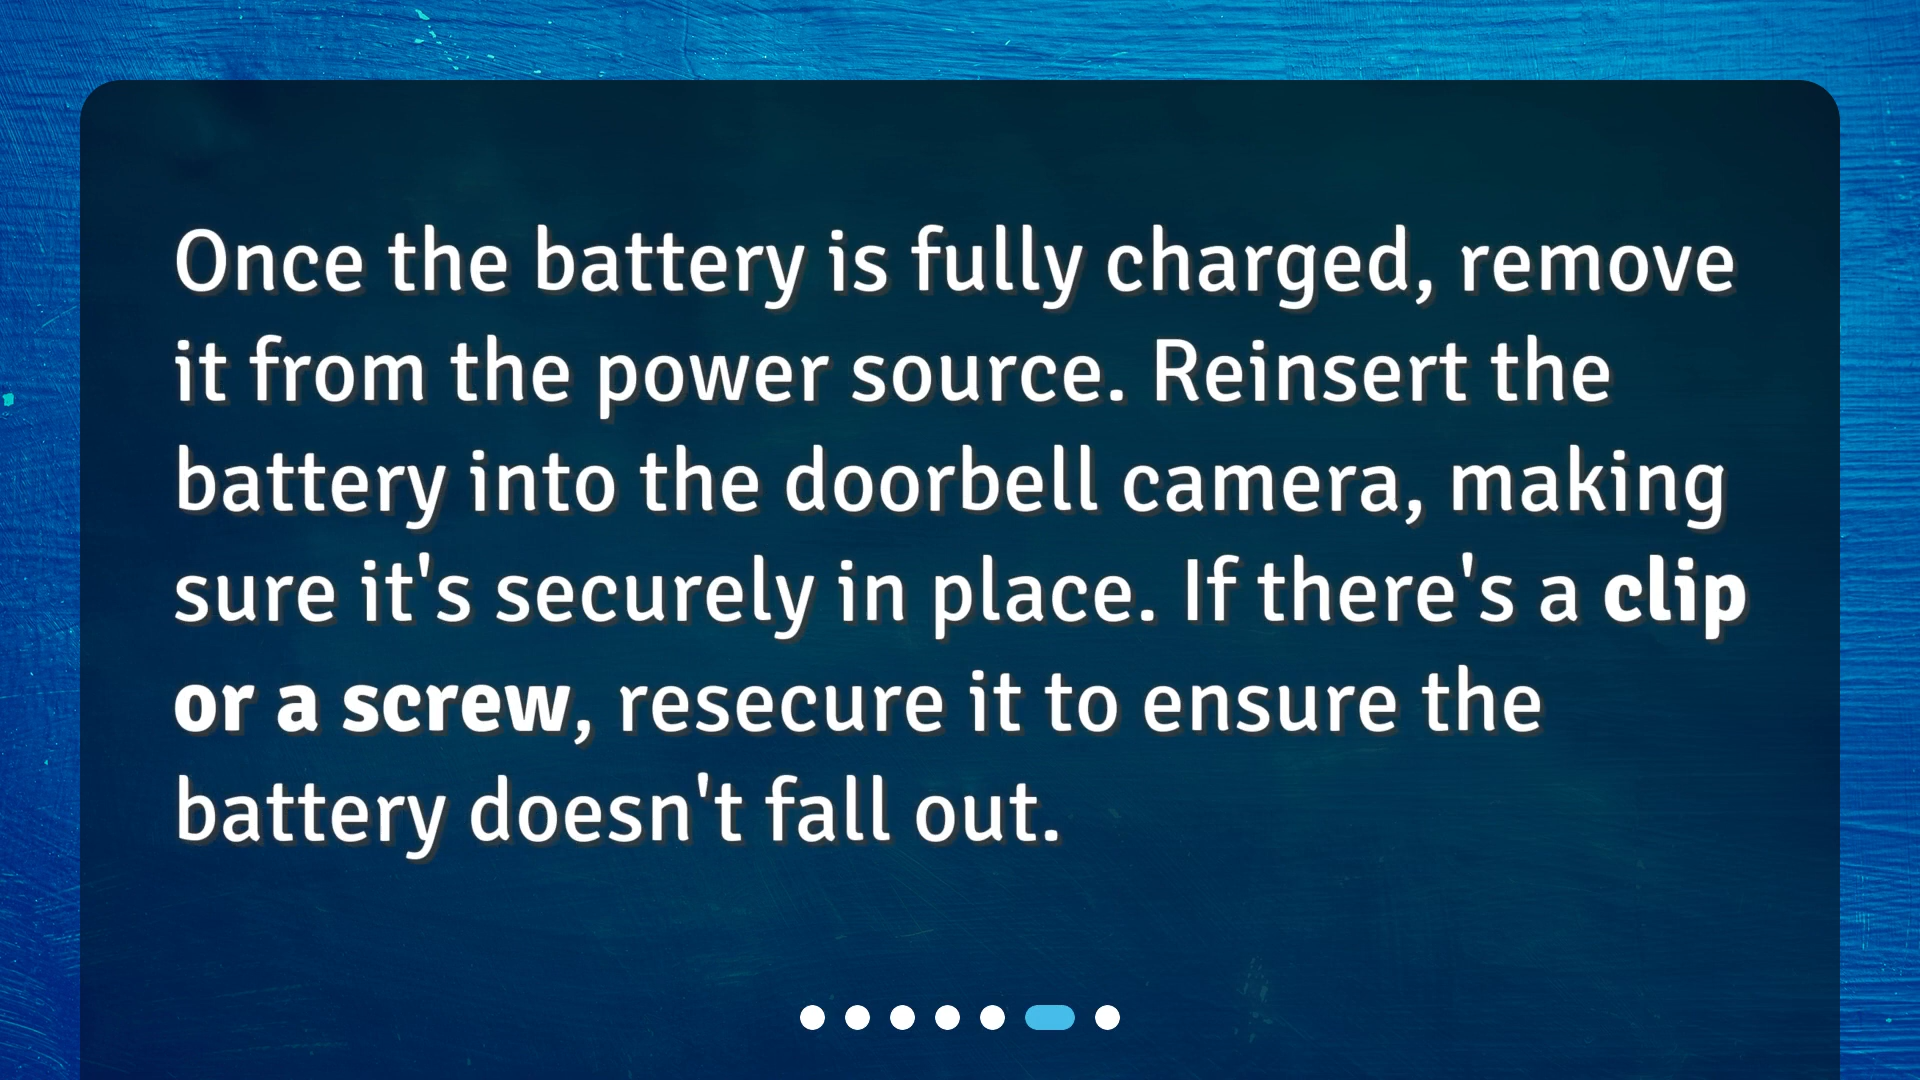 Once the battery is fully charged, remove
it from the power source. Reinsert the
battery into the doorbell camera, making
sure it's securely in place. If there's a clip
or a screw, resecure it to ensure the
battery doesn't fall out.